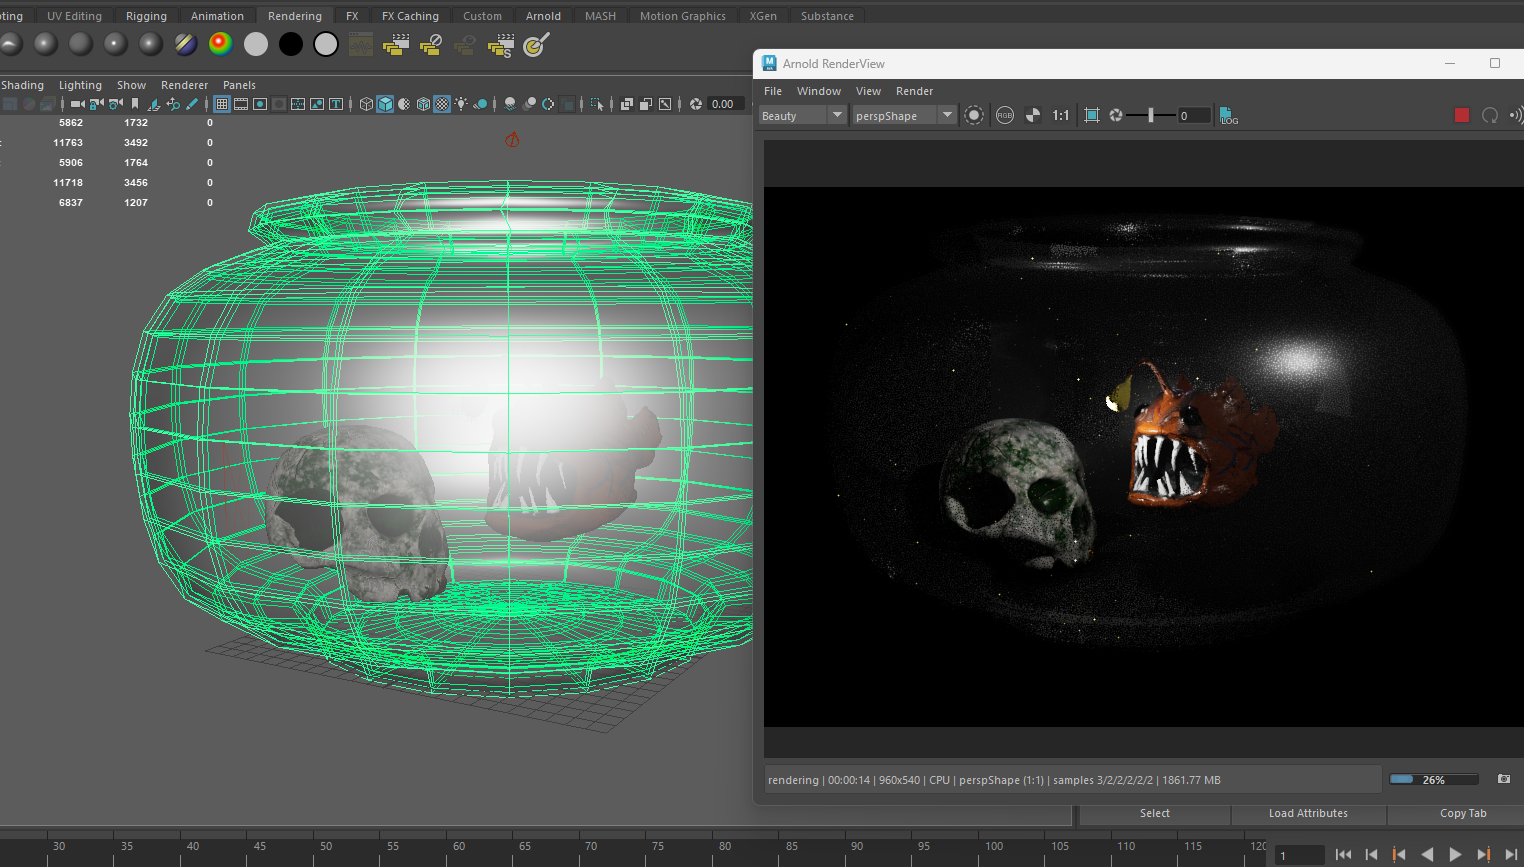 ting UV Editing Rigging Animation Rendering FX FX Caching Custom Arnold MASH Motion Graphics XGen Substance
S
Arnold RenderView
Shading Lighting Show Renderer Panels
File Window View Render
0.00
Beauty perspShape RGB 1:1 0 LOG
5862 1732 0
11763 3492 0
5906 1764 0
11718 3456 0
6837 1207 0
rendering | 00:00:14 | 960x540 | CPU | perspShape (1:1) | samples 3/2/2/2/2/2 | 1861.77 MB 26%
Select Load Attributes Copy Tab
30 35 40 45 50 55 60 65 70 75 80 85 90 95 100 105 110 115 120
1